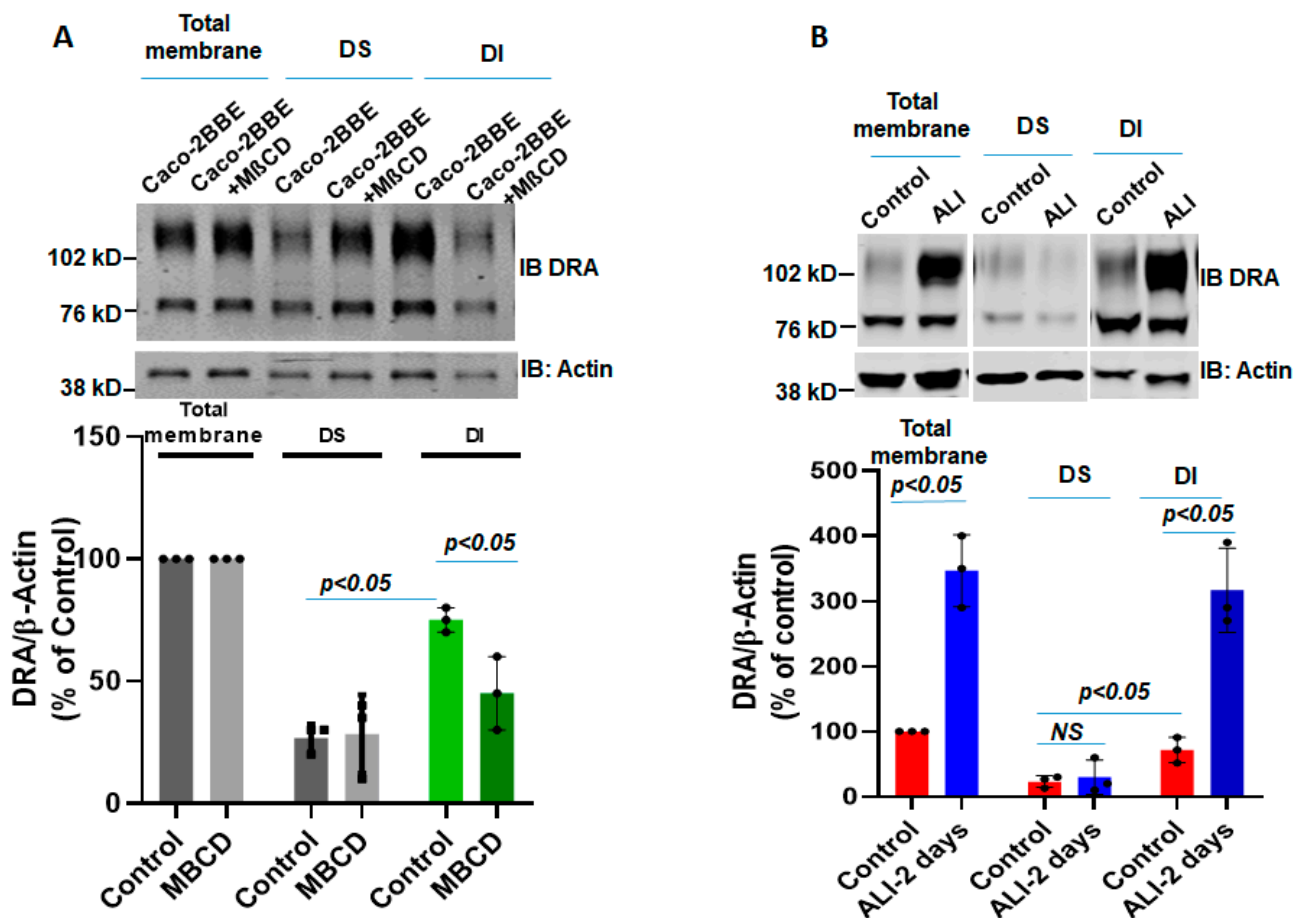 A
Total
membrane
DS
DI
Caco-2BBE
Caco-2BBE
+MßCD
Caco-2BBE
Caco-2BBE
+MßCD
Caco-2BBE
Caco-2BBE
+MßCD
102 kD
76 kD
38 kD
IB DRA
IB: Actin
Total
membrane
DS
DI
150
100
50
0
DRA/β-Actin
(% of Control)
p<0.05
p<0.05
Control
MBCD
Control
MBCD
Control
MBCD
B
Total
membrane
DS
DI
Control
ALI
Control
ALI
Control
ALI
102 kD
76 kD
38 kD
IB DRA
IB: Actin
Total
membrane
DS
DI
500
400
300
200
100
0
DRA/β-Actin
(% of control)
p<0.05
p<0.05
p<0.05
NS
Control
ALI-2 days
Control
ALI-2 days
Control
ALI-2 days